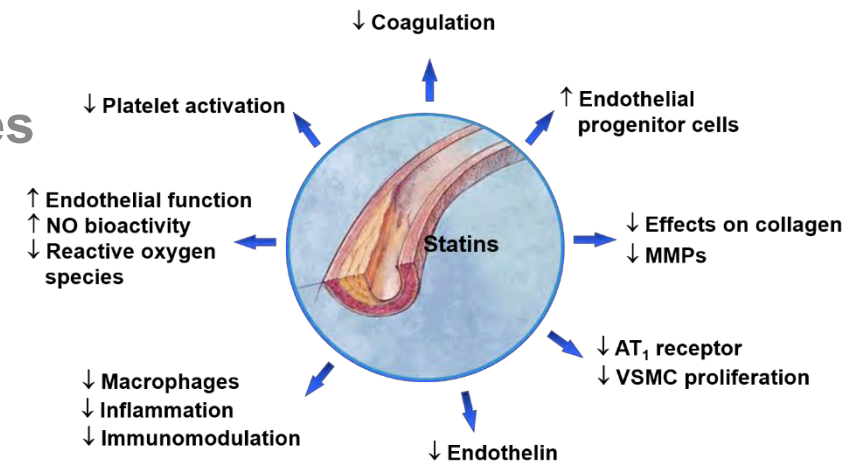 ↓ Coagulation
↓ Platelet activation
↑ Endothelial
progenitor cells
es
↑ Endothelial function
↑ NO bioactivity
↓ Reactive oxygen
species
Statins
↓ Effects on collagen
↓ MMPs
↓ AT₁ receptor
↓ VSMC proliferation
↓ Macrophages
↓ Inflammation
↓ Immunomodulation
↓ Endothelin